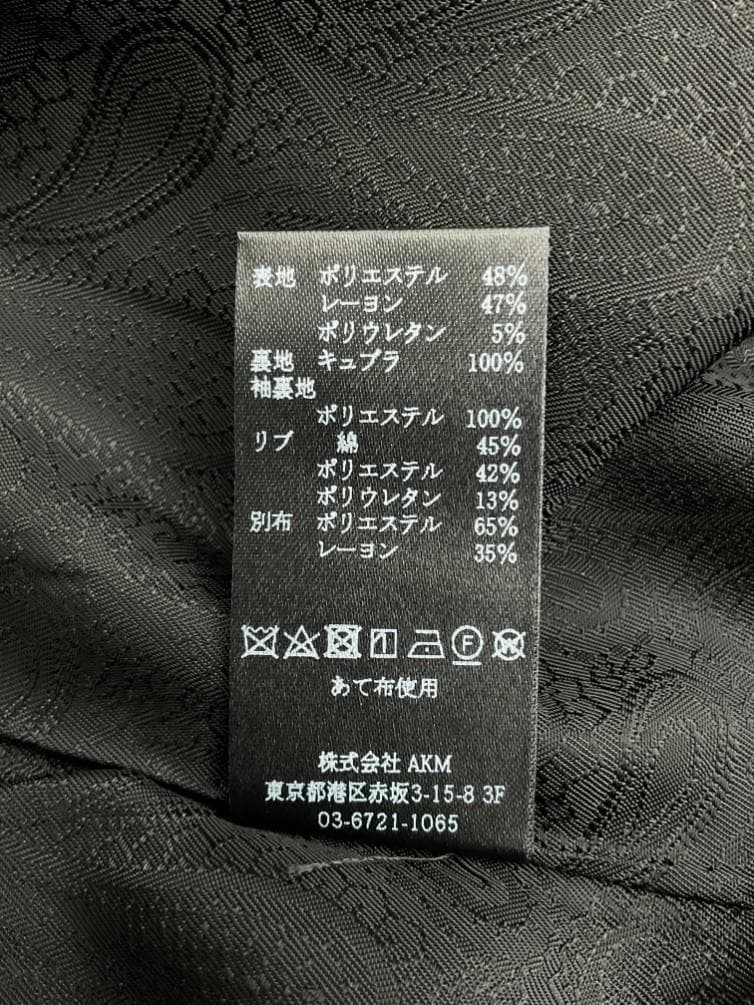 表地 ポリエステル 48%
レーヨン 47%
ポリウレタン 5%
裏地 キュプラ 100%
袖裏地
ポリエステル 100%
リブ 綿 45%
ポリエステル 42%
ポリウレタン 13%
別布 ポリエステル 65%
レーヨン 35%
F W
あて布使用
株式会社 AKM
東京都港区赤坂3-15-8 3F
03-6721-1065